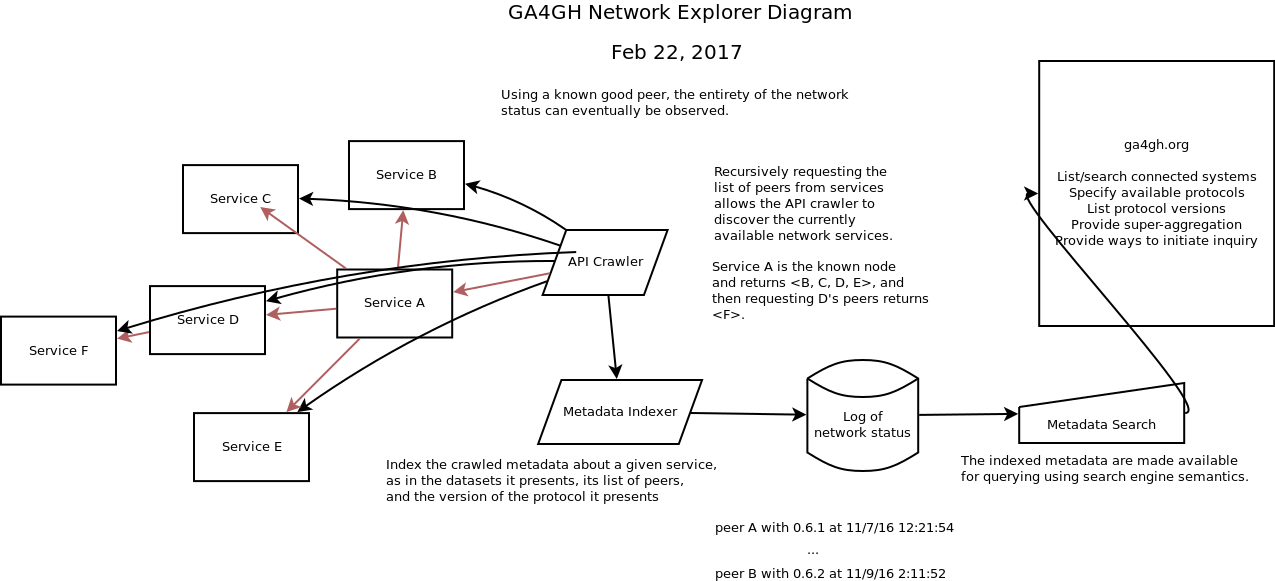 GA4GH Network Explorer Diagram
Feb 22, 2017
Using a known good peer, the entirety of the network
status can eventually be observed.
ga4gh.org
List/search connected systems
Specify available protocols
List protocol versions
Provide super-aggregation
Provide ways to initiate inquiry
Recursively requesting the
list of peers from services
allows the API crawler to
discover the currently
available network services.
Service A is the known node
and returns <B, C, D, E>, and
then requesting D's peers returns
<F>.
Service B
Service C
API Crawler
Service A
Service D
Service F
Service E
Metadata Indexer
Log of
network status
Metadata Search
Index the crawled metadata about a given service,
as in the datasets it presents, its list of peers,
and the version of the protocol it presents
The indexed metadata are made available
for querying using search engine semantics.
peer A with 0.6.1 at 11/7/16 12:21:54
...
peer B with 0.6.2 at 11/9/16 2:11:52